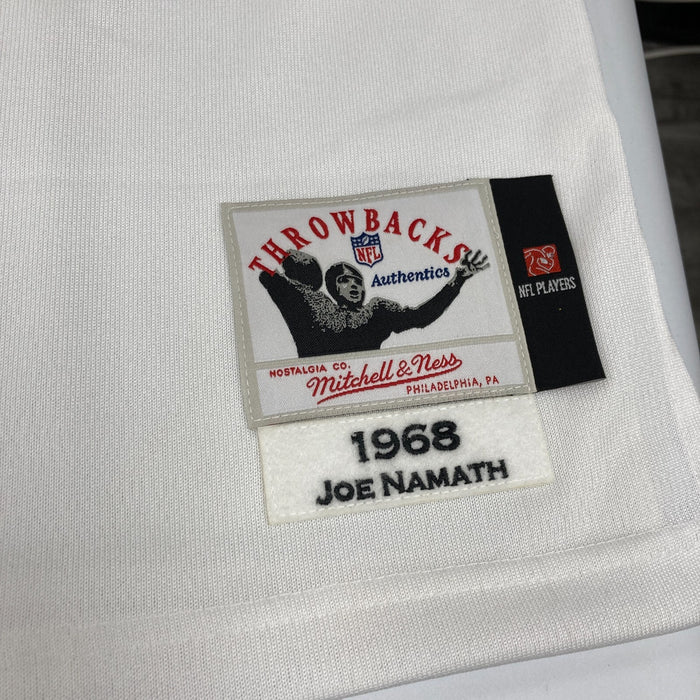 THROWBACKS
NFL
Authentics
NFL PLAYERS
NOSTALGIA CO.
Mitchell & Ness
PHILADELPHIA, PA
1968
JOE NAMATH